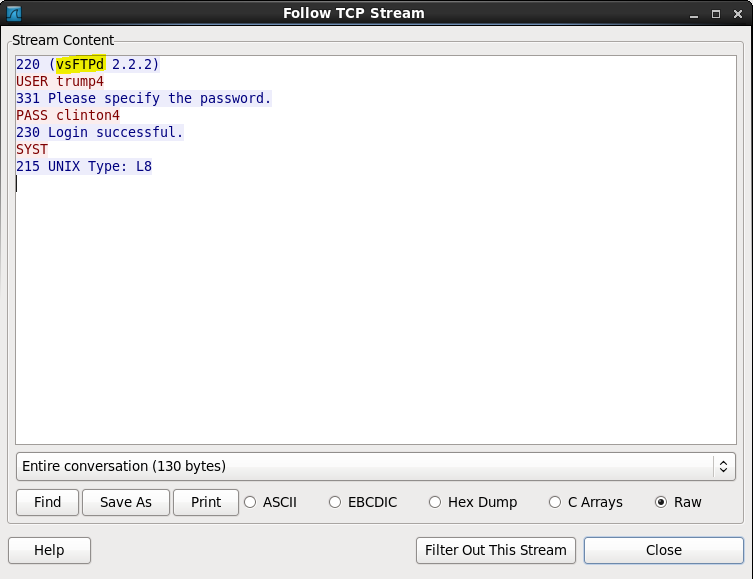 Follow TCP Stream
Stream Content
220 (vsFTPd 2.2.2)
USER trump4
331 Please specify the password.
PASS clinton4
230 Login successful.
SYST
215 UNIX Type: L8
Entire conversation (130 bytes)
Find Save As Print ASCII EBCDIC Hex Dump C Arrays Raw
Help Filter Out This Stream Close